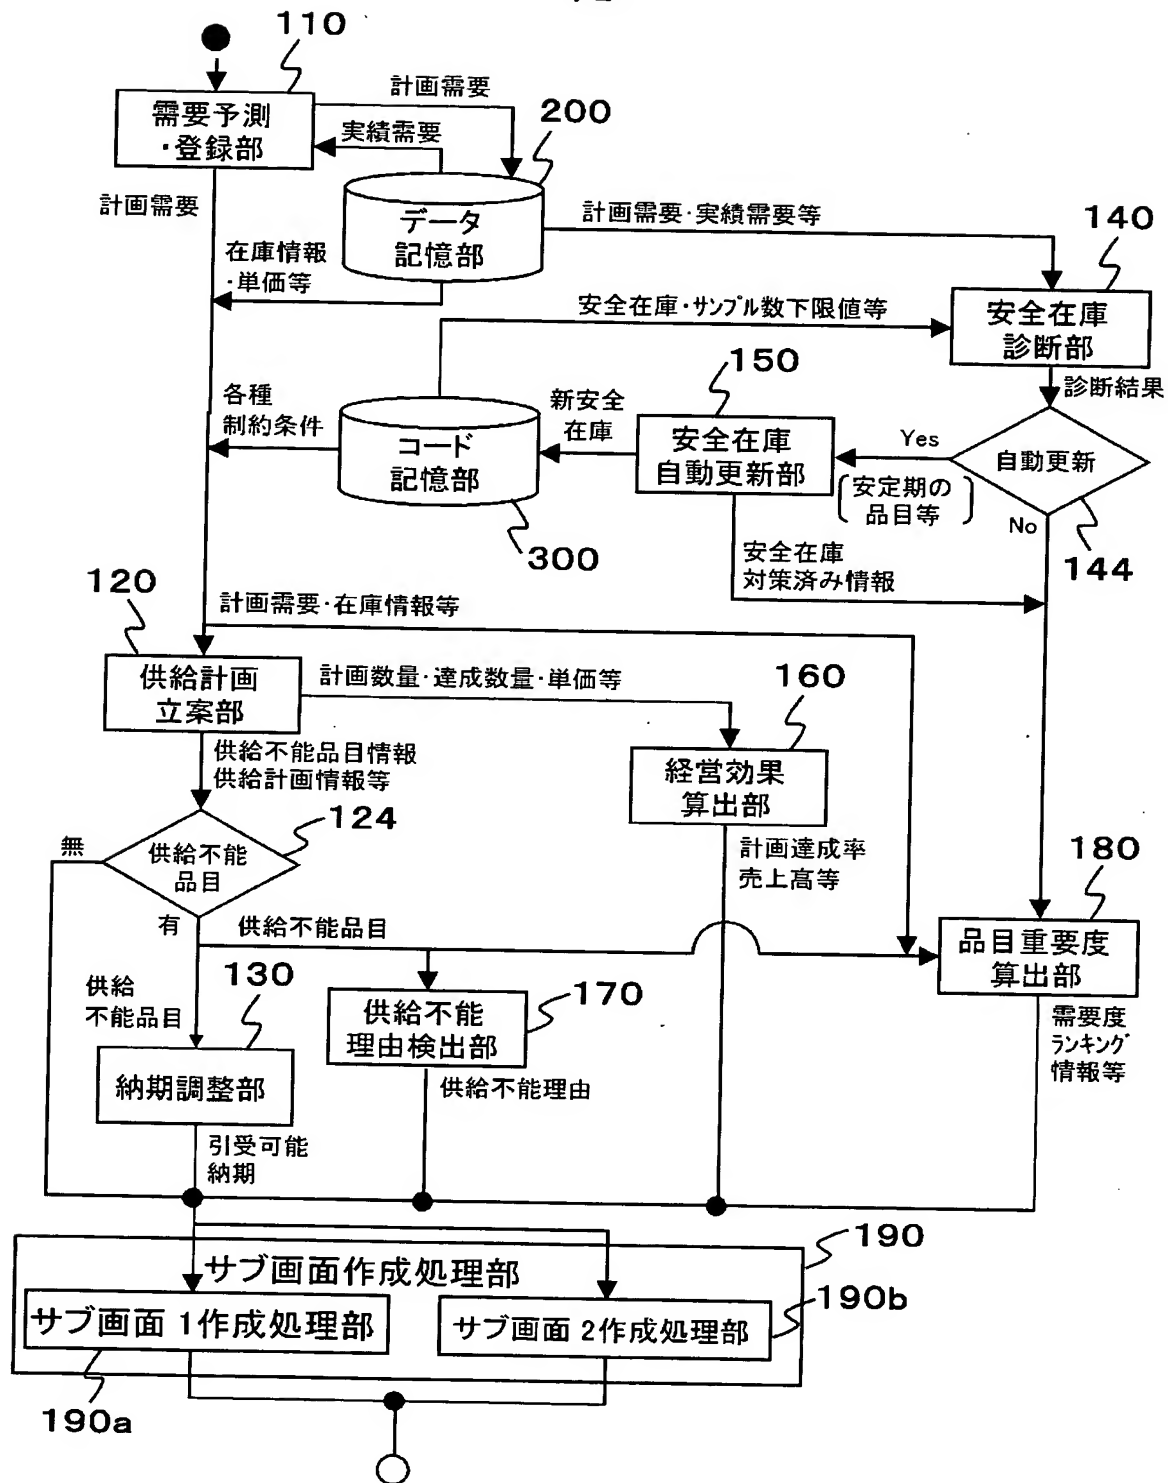 110
需要予測
・登録部
計画需要
実績需要
200
計画需要
データ
記憶部
計画需要・実績需要等
140
在庫情報
・単価等
安全在庫・サンプル数下限値等
安全在庫
診断部
150
診断結果
各種
制約条件
コード
記憶部
新安全
在庫
安全在庫
自動更新部
Yes
自動更新
安定期の
品目等
No
300
144
安全在庫
対策済み情報
120
計画需要・在庫情報等
供給計画
立案部
計画数量・達成数量・単価等
160
供給不能品目情報
供給計画情報等
経営効果
算出部
124
無
供給不能
品目
計画達成率
売上高等
180
有
供給不能品目
品目重要度
算出部
供給
不能品目
130
170
供給不能
理由検出部
需要度
ランキング
情報等
納期調整部
供給不能理由
引受可能
納期
190
サブ画面作成処理部
190b
サブ画面 1作成処理部
サブ画面 2作成処理部
190a